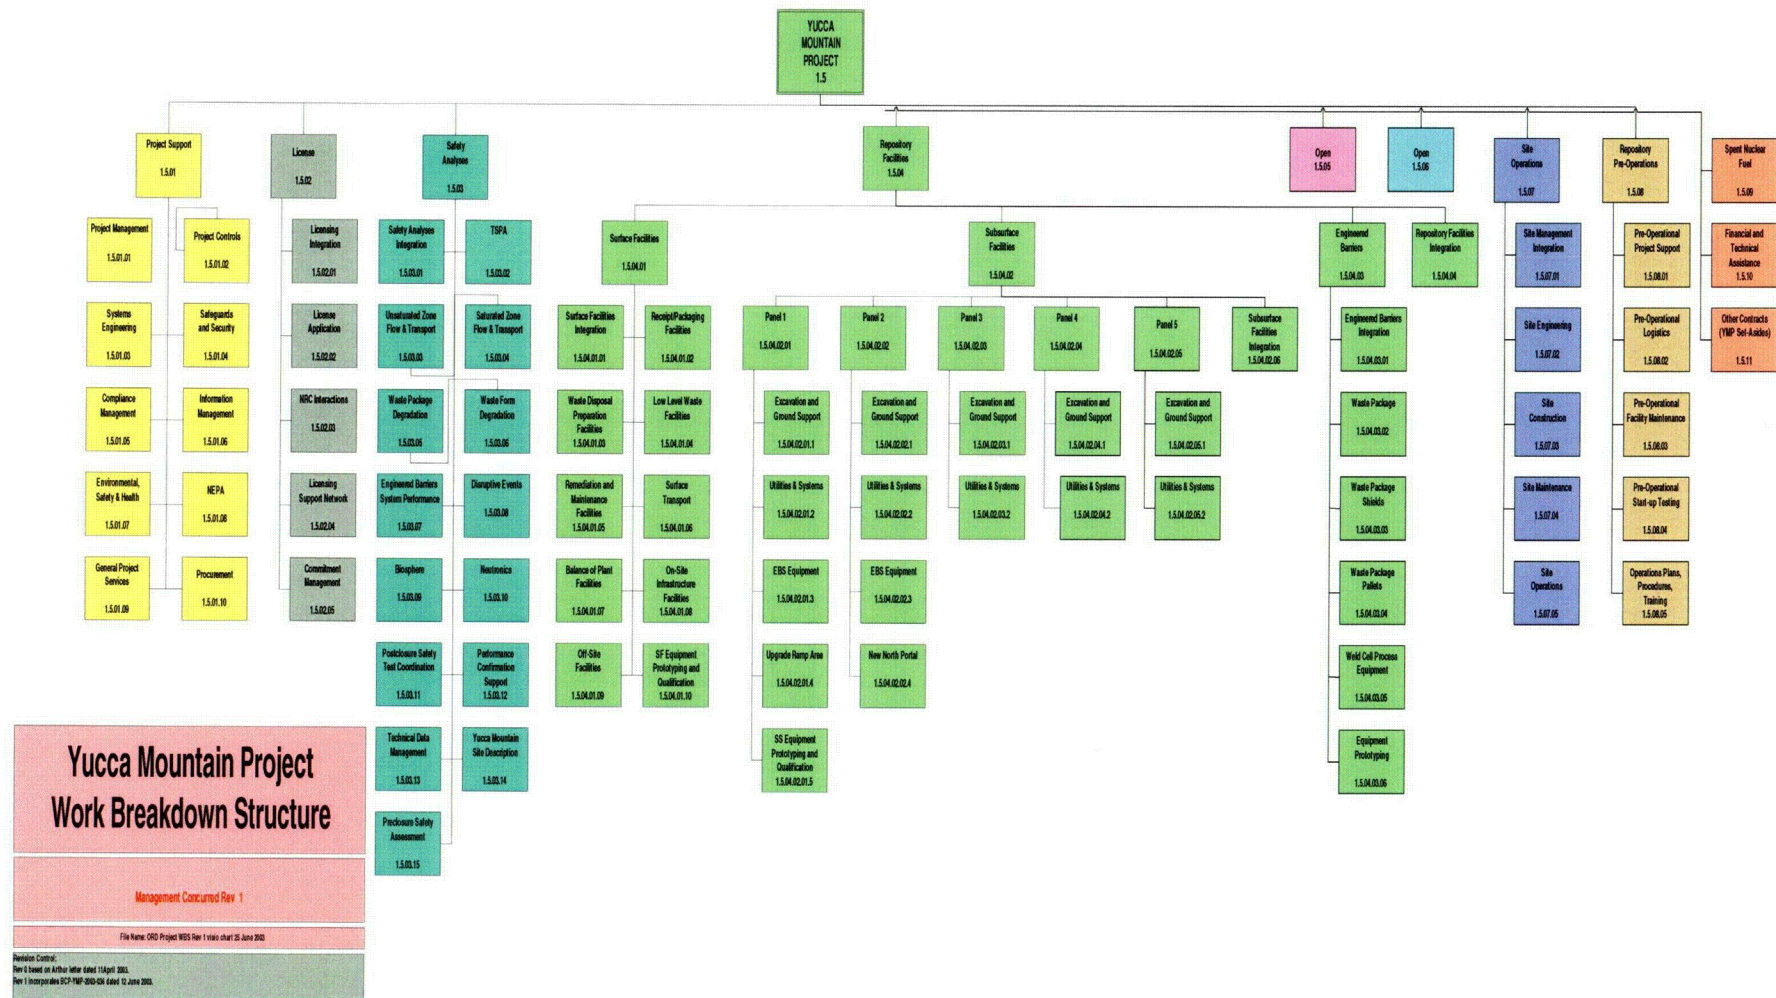 YUCCA
MOUNTAIN
PROJECT
1.5
Project Support
1.5.01
License
1.5.02
Safety
Analyses
1.5.03
Repository
Facilities
1.5.04
Open
1.5.05
Open
1.5.06
Site
Operations
1.5.07
Repository
Pre-Operations
1.5.08
Spent Nuclear
Fuel
1.5.09
Project Management
1.5.01.01
Project Controls
1.5.01.02
Systems
Engineering
1.5.01.03
Safeguards
and Security
1.5.01.04
Compliance
Management
1.5.01.05
Information
Management
1.5.01.06
Environmental,
Safety & Health
1.5.01.07
NEPA
1.5.01.08
General Project
Services
1.5.01.09
Procurement
1.5.01.10
Licensing
Integration
1.5.02.01
License
Application
1.5.02.02
NRC Interactions
1.5.02.03
Licensing
Support Network
1.5.02.04
Commitment
Management
1.5.02.05
Safety Analyses
Integration
1.5.03.01
TSPA
1.5.03.02
Unsaturated Zone
Flow & Transport
1.5.03.03
Saturated Zone
Flow & Transport
1.5.03.04
Waste Package
Degradation
1.5.03.05
Waste Form
Degradation
1.5.03.06
Engineered Barriers
System Performance
1.5.03.07
Disruptive Events
1.5.03.08
Biosphere
1.5.03.09
Neutronics
1.5.03.10
Postclosure Safety
Test Coordination
1.5.03.11
Performance
Confirmation
Support
1.5.03.12
Technical Data
Management
1.5.03.13
Yucca Mountain
Site Description
1.5.03.14
Preclosure Safety
Assessment
1.5.03.15
Surface Facilities
1.5.04.01
Surface Facilities
Integration
1.5.04.01.01
Receipt/Packaging
Facilities
1.5.04.01.02
Waste Disposal
Preparation
Facilities
1.5.04.01.03
Low Level Waste
Facilities
1.5.04.01.04
Remediation and
Maintenance
Facilities
1.5.04.01.05
Surface
Transport
1.5.04.01.06
Balance of Plant
Facilities
1.5.04.01.07
On-Site
Infrastructure
Facilities
1.5.04.01.08
Off-Site
Facilities
1.5.04.01.09
SF Equipment
Prototyping and
Qualification
1.5.04.01.10
Subsurface
Facilities
1.5.04.02
Panel 1
1.5.04.02.01
Excavation and
Ground Support
1.5.04.02.01.1
Utilities & Systems
1.5.04.02.01.2
EBS Equipment
1.5.04.02.01.3
Upgrade Ramp Area
1.5.04.02.01.4
SS Equipment
Prototyping and
Qualification
1.5.04.02.01.5
Panel 2
1.5.04.02.02
Excavation and
Ground Support
1.5.04.02.02.1
Utilities & Systems
1.5.04.02.02.2
EBS Equipment
1.5.04.02.02.3
New North Portal
1.5.04.02.02.4
Panel 3
1.5.04.02.03
Excavation and
Ground Support
1.5.04.02.03.1
Utilities & Systems
1.5.04.02.03.2
Panel 4
1.5.04.02.04
Excavation and
Ground Support
1.5.04.02.04.1
Utilities & Systems
1.5.04.02.04.2
Panel 5
1.5.04.02.05
Excavation and
Ground Support
1.5.04.02.05.1
Utilities & Systems
1.5.04.02.05.2
Subsurface
Facilities
Integration
1.5.04.02.06
Engineered
Barriers
1.5.04.03
Engineered Barriers
Integration
1.5.04.03.01
Waste Package
1.5.04.03.02
Waste Package
Shields
1.5.04.03.03
Waste Package
Pallets
1.5.04.03.04
Weld Cell Process
Equipment
1.5.04.03.05
Equipment
Prototyping
1.5.04.03.06
Repository Facilities
Integration
1.5.04.04
Site Management
Integration
1.5.07.01
Site Engineering
1.5.07.02
Site
Construction
1.5.07.03
Site Maintenance
1.5.07.04
Site
Operations
1.5.07.05
Pre-Operational
Project Support
1.5.08.01
Pre-Operational
Logistics
1.5.08.02
Pre-Operational
Facility Maintenance
1.5.08.03
Pre-Operational
Start-up Testing
1.5.08.04
Operations Plans,
Procedures,
Training
1.5.08.05
Financial and
Technical
Assistance
1.5.10
Other Contracts
(YMP Set-Asides)
1.5.11
Yucca Mountain Project
Work Breakdown Structure
Management Concurred Rev 1
File Name: ORD Project WBS Rev 1 visio chart 25 June 2003
Revision Control:
Rev 0 based on Arthur letter dated 11April 2003.
Rev 1 incorporates BCP-YMP-2003-036 dated 12 June 2003.